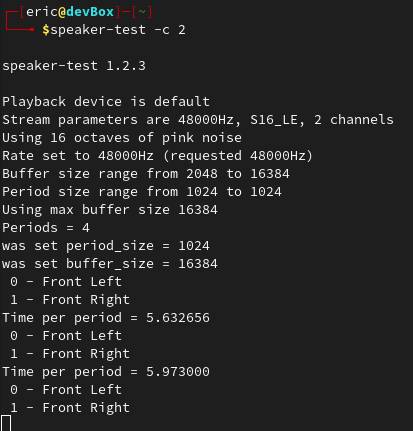 ┌─[eric@devBox]─[~]
└──╼ $speaker-test -c 2
speaker-test 1.2.3
Playback device is default
Stream parameters are 48000Hz, S16_LE, 2 channels
Using 16 octaves of pink noise
Rate set to 48000Hz (requested 48000Hz)
Buffer size range from 2048 to 16384
Period size range from 1024 to 1024
Using max buffer size 16384
Periods = 4
was set period_size = 1024
was set buffer_size = 16384
 0 - Front Left
 1 - Front Right
Time per period = 5.632656
 0 - Front Left
 1 - Front Right
Time per period = 5.973000
 0 - Front Left
 1 - Front Right